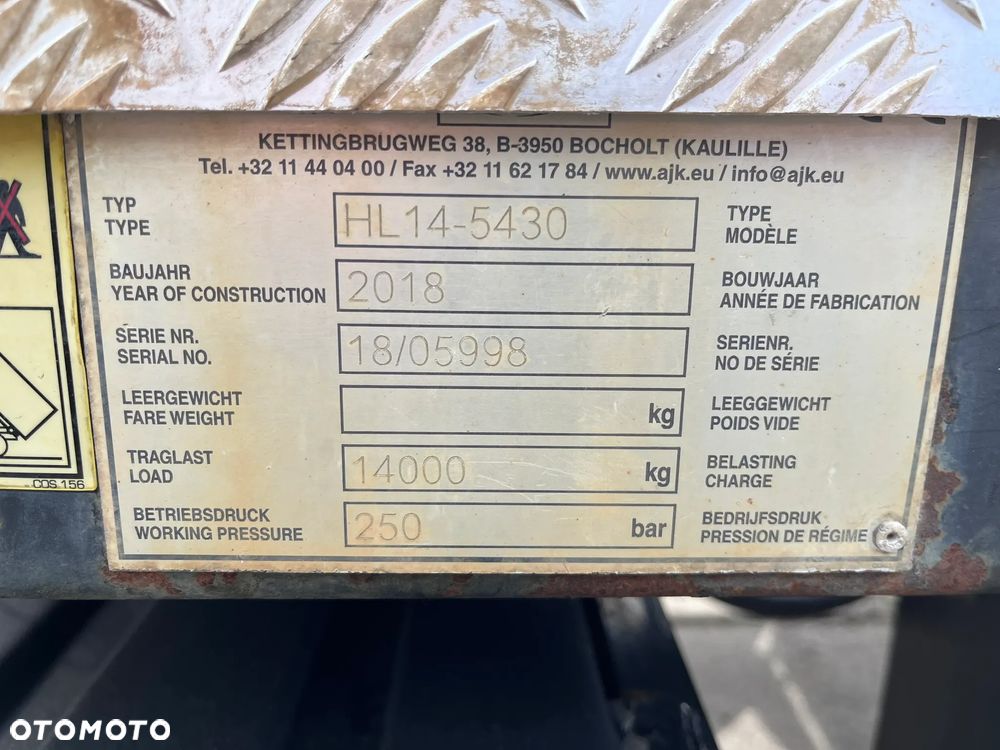 KETTINGBRUGWEG 38, B-3950 BOCHOLT (KAULILLE)
Tel. +32 11 44 04 00 / Fax +32 11 62 17 84 / www.ajk.eu / info@ajk.eu
TYP
TYPE
HL14-5430
TYPE
MODÈLE
BAUJAHR
YEAR OF CONSTRUCTION
2018
BOUWJAAR
ANNÉE DE FABRICATION
SERIE NR.
SERIAL NO.
18/05998
SERIENR.
NO DE SÉRIE
LEERGEWICHT
FARE WEIGHT
kg
LEEGGEWICHT
POIDS VIDE
TRAGLAST
LOAD
14000 kg
BELASTING
CHARGE
BETRIEBSDRUCK
WORKING PRESSURE
250 bar
BEDRIJFSDRUK
PRESSION DE RÉGIME
COS.156
OTOMOTO